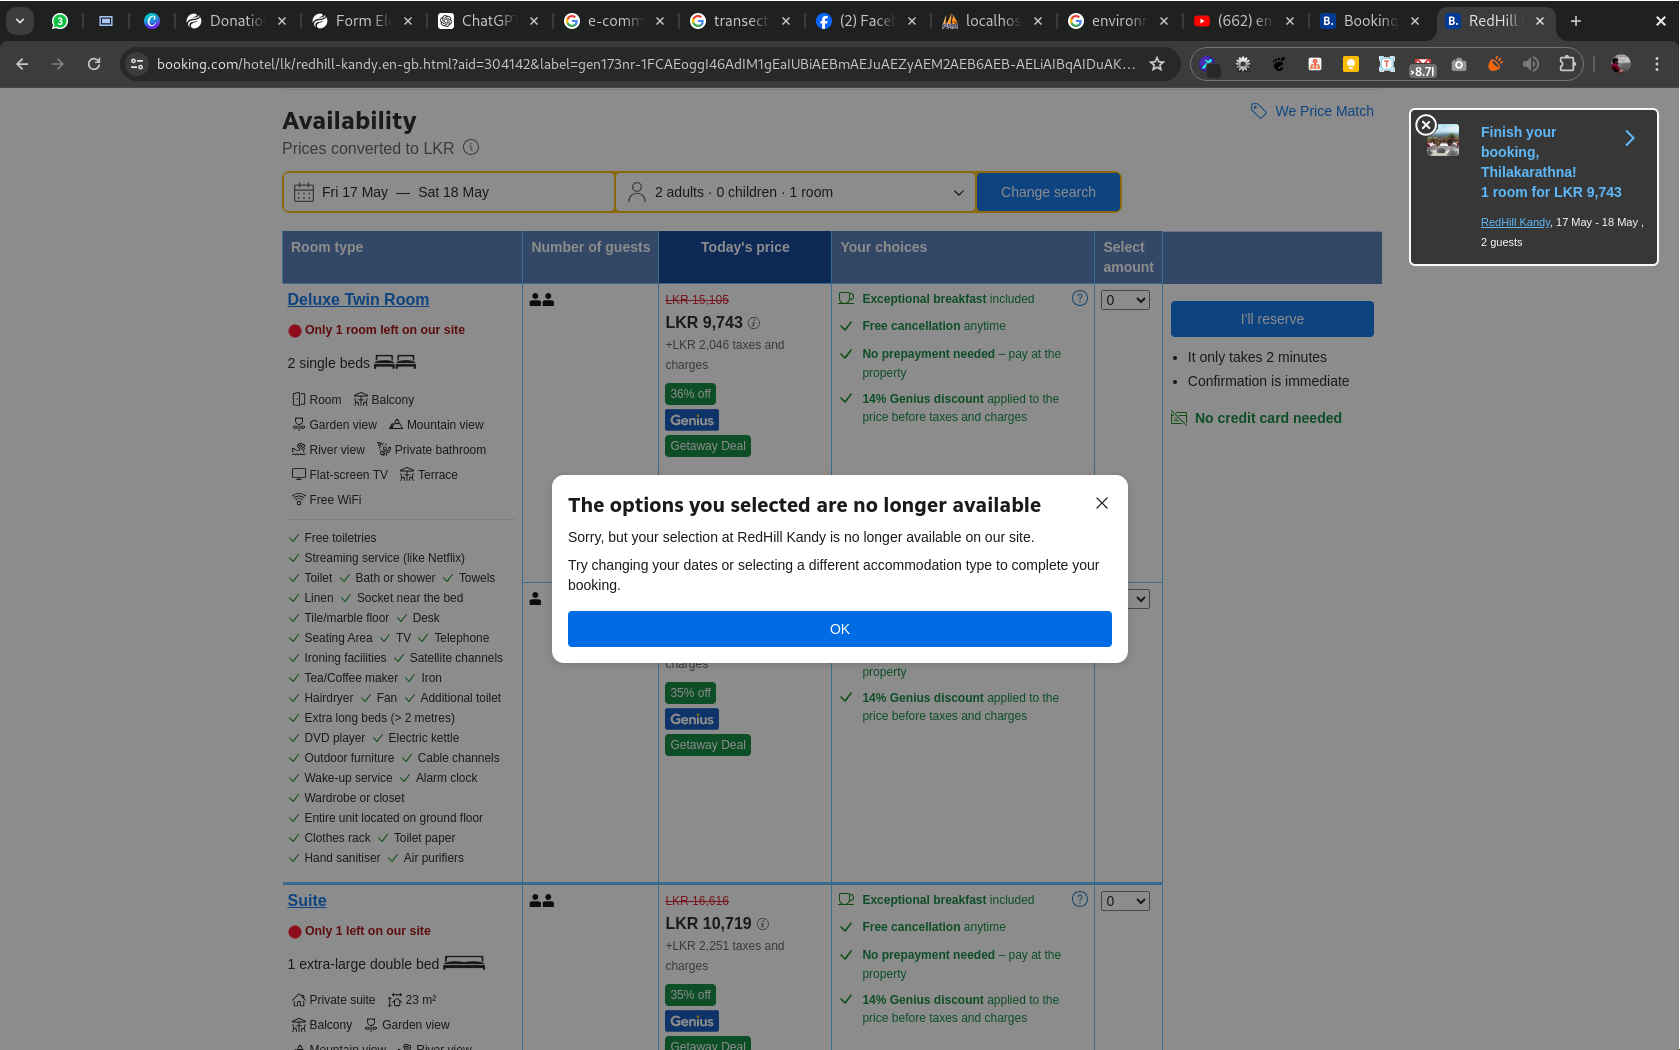 3
Donatio
Form El
ChatGP
e-comm
transect
(2) Face
localhos
environ
(662) en
Booking
RedHill
booking.com/hotel/lk/redhill-kandy.en-gb.html?aid=304142&label=gen173nr-1FCAEoggI46AdIM1gEaIUBiAEBmAEJuAEZyAEM2AEB6AEB-AELiAIBqAIDuAK...
Availability
Prices converted to LKR
We Price Match
Fri 17 May — Sat 18 May
2 adults · 0 children · 1 room
Change search
Finish your
booking,
Thilakarathna!
1 room for LKR 9,743
RedHill Kandy, 17 May - 18 May ,
2 guests
Room type
Number of guests
Today's price
Your choices
Select
amount
Deluxe Twin Room
Only 1 room left on our site
2 single beds
Room Balcony
Garden view Mountain view
River view Private bathroom
Flat-screen TV Terrace
Free WiFi
Free toiletries
Streaming service (like Netflix)
Toilet Bath or shower Towels
Linen Socket near the bed
Tile/marble floor Desk
Seating Area TV Telephone
Ironing facilities Satellite channels
Tea/Coffee maker Iron
Hairdryer Fan Additional toilet
Extra long beds (> 2 metres)
DVD player Electric kettle
Outdoor furniture Cable channels
Wake-up service Alarm clock
Wardrobe or closet
Entire unit located on ground floor
Clothes rack Toilet paper
Hand sanitiser Air purifiers
LKR 15,105
LKR 9,743
+LKR 2,046 taxes and
charges
36% off
Genius
Getaway Deal
Exceptional breakfast included
Free cancellation anytime
No prepayment needed – pay at the
property
14% Genius discount applied to the
price before taxes and charges
0
I'll reserve
It only takes 2 minutes
Confirmation is immediate
No credit card needed
The options you selected are no longer available
Sorry, but your selection at RedHill Kandy is no longer available on our site.
Try changing your dates or selecting a different accommodation type to complete your
booking.
OK
charges
35% off
Genius
Getaway Deal
property
14% Genius discount applied to the
price before taxes and charges
Suite
Only 1 left on our site
1 extra-large double bed
Private suite 23 m²
Balcony Garden view
Mountain view River view
LKR 16,616
LKR 10,719
+LKR 2,251 taxes and
charges
35% off
Genius
Getaway Deal
Exceptional breakfast included
Free cancellation anytime
No prepayment needed – pay at the
property
14% Genius discount applied to the
price before taxes and charges
0